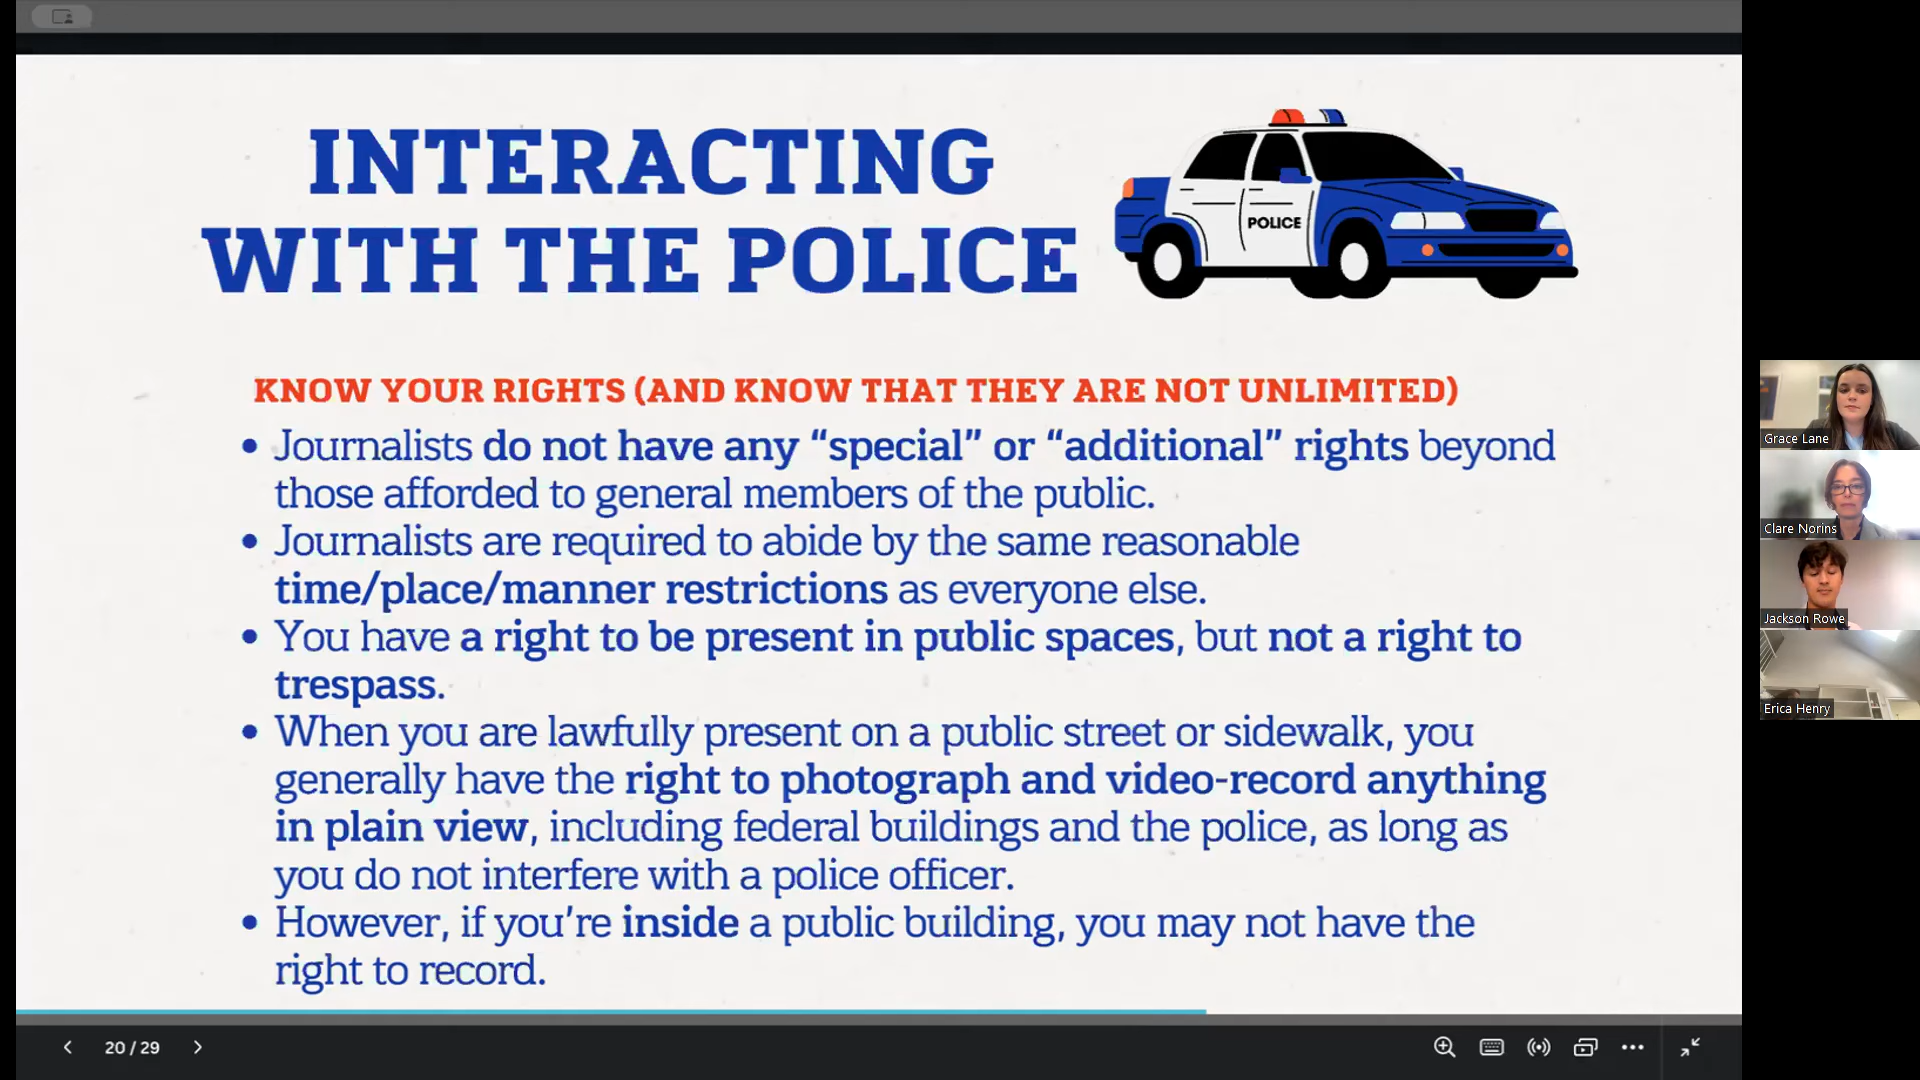 INTERACTING
WITH THE POLICE
POLICE
KNOW YOUR RIGHTS (AND KNOW THAT THEY ARE NOT UNLIMITED)
• Journalists do not have any “special” or “additional” rights beyond
those afforded to general members of the public.
• Journalists are required to abide by the same reasonable
time/place/manner restrictions as everyone else.
• You have a right to be present in public spaces, but not a right to
trespass.
• When you are lawfully present on a public street or sidewalk, you
generally have the right to photograph and video-record anything
in plain view, including federal buildings and the police, as long as
you do not interfere with a police officer.
• However, if you’re inside a public building, you may not have the
right to record.
20 / 29
Grace Lane
Clare Norins
Jackson Rowe
Erica Henry